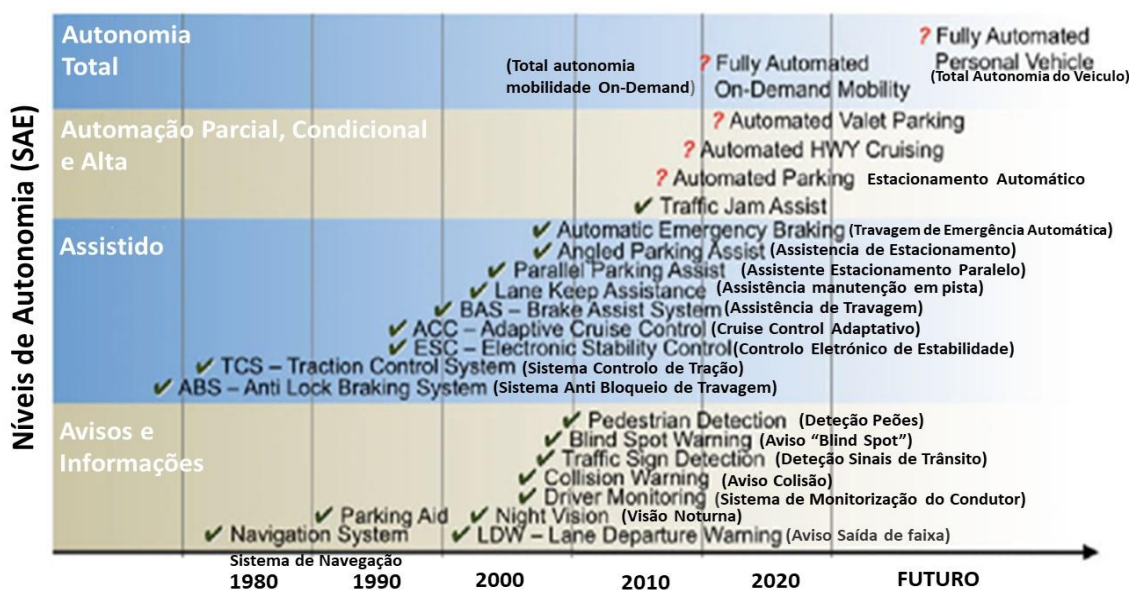 Níveis de Autonomia (SAE)
Autonomia
Total
? Fully Automated
Personal Vehicle
(Total Autonomia do Veiculo)
(Total autonomia
mobilidade On-Demand)
? Fully Automated
On-Demand Mobility
Automação Parcial, Condicional
e Alta
? Automated Valet Parking
? Automated HWY Cruising
? Automated Parking Estacionamento Automático
✔ Traffic Jam Assist
Assistido
✔ Automatic Emergency Braking (Travagem de Emergência Automática)
✔ Angled Parking Assist (Assistencia de Estacionamento)
✔ Parallel Parking Assist (Assistente Estacionamento Paralelo)
✔ Lane Keep Assistance (Assistência manutenção em pista)
✔ BAS – Brake Assist System (Assistência de Travagem)
✔ ACC – Adaptive Cruise Control (Cruise Control Adaptativo)
✔ ESC – Electronic Stability Control (Controlo Eletrónico de Estabilidade)
✔ TCS – Traction Control System (Sistema Controlo de Tração)
✔ ABS – Anti Lock Braking System (Sistema Anti Bloqueio de Travagem)
Avisos e
Informações
✔ Pedestrian Detection (Deteção Peões)
✔ Blind Spot Warning (Aviso “Blind Spot”)
✔ Traffic Sign Detection (Deteção Sinais de Trânsito)
✔ Collision Warning (Aviso Colisão)
✔ Driver Monitoring (Sistema de Monitorização do Condutor)
✔ Parking Aid ✔ Night Vision (Visão Noturna)
✔ Navigation System ✔ LDW – Lane Departure Warning (Aviso Saída de faixa)
Sistema de Navegação
1980 1990 2000 2010 2020 FUTURO